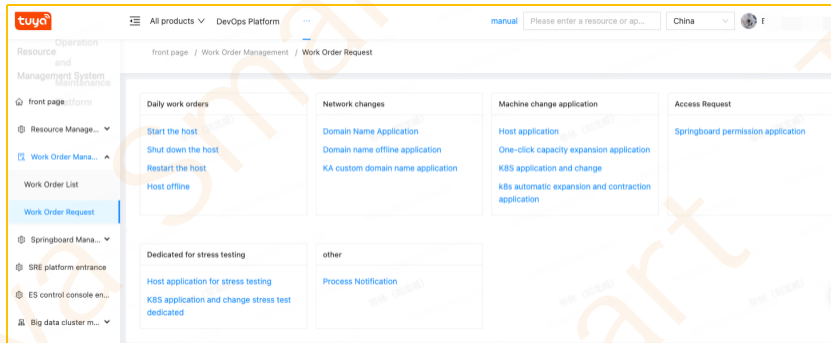 tuya
All products
DevOps Platform
...
manual
Please enter a resource or ap...
China
E
Resource
Management System
Operation
and
Maintenance
Platform
front page / Work Order Management / Work Order Request
front page
Resource Manage...
Work Order Mana...
Work Order List
Work Order Request
Springboard Mana...
SRE platform entrance
ES control console en...
Big data cluster m...
Daily work orders
Start the host
Shut down the host
Restart the host
Host offline
Network changes
Domain Name Application
Domain name offline application
KA custom domain name application
Machine change application
Host application
One-click capacity expansion application
K8S application and change
k8s automatic expansion and contraction
application
Access Request
Springboard permission application
Dedicated for stress testing
Host application for stress testing
K8S application and change stress test
dedicated
other
Process Notification